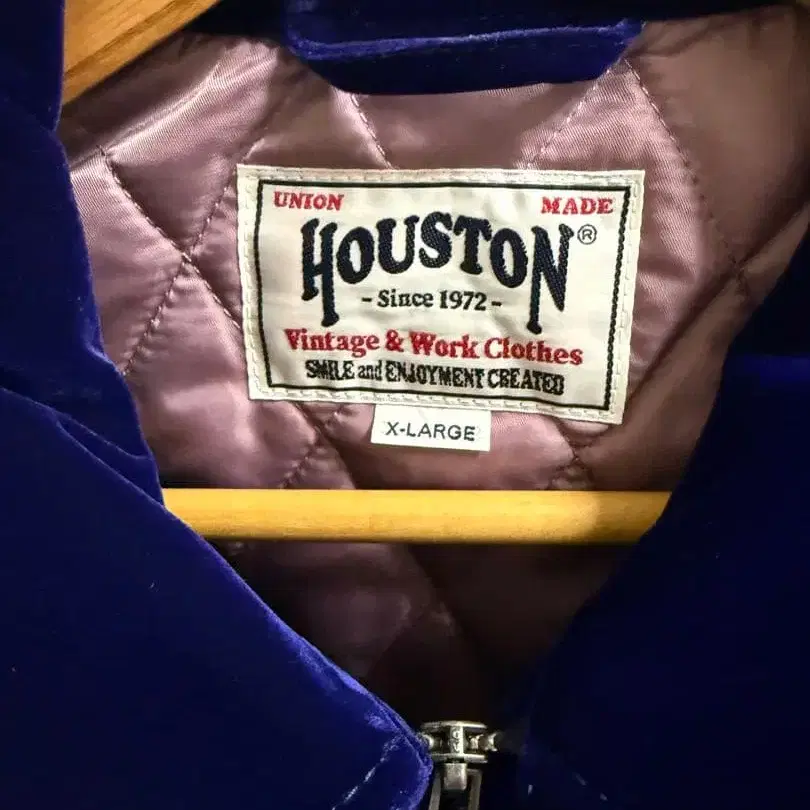 UNION MADE
HOUSTON®
- Since 1972 -
Vintage & Work Clothes
SMILE and ENJOYMENT CREATED
X-LARGE